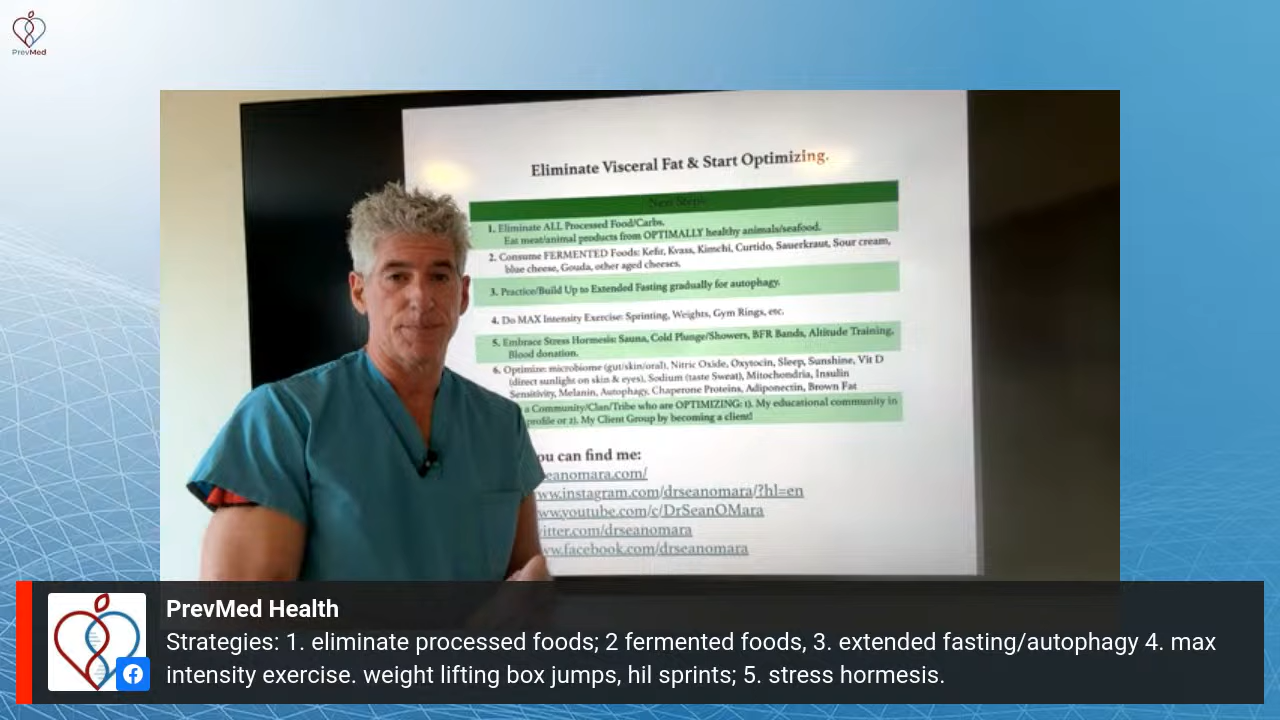 PrevMed
Eliminate Visceral Fat & Start Optimizing.
Next Steps
1. Eliminate ALL Processed Food/Carbs.
Eat meat/animal products from OPTIMALLY healthy animals/seafood.
2. Consume FERMENTED Foods: Kefir, Kvass, Kimchi, Curtido, Sauerkraut, Sour cream,
blue cheese, Gouda, other aged cheeses.
3. Practice/Build Up to Extended Fasting gradually for autophagy.
4. Do MAX Intensity Exercise: Sprinting, Weights, Gym Rings, etc.
5. Embrace Stress Hormesis: Sauna, Cold Plunge/Showers, BFR Bands, Altitude Training,
Blood donation.
6. Optimize: microbiome (gut/skin/oral), Nitric Oxide, Oxytocin, Sleep, Sunshine, Vit D
(direct sunlight on skin & eyes), Sodium (taste Sweat), Mitochondria, Insulin
Sensitivity, Melanin, Autophagy, Chaperone Proteins, Adiponectin, Brown Fat
a Community/Clan/Tribe who are OPTIMIZING: 1). My educational community in
profile or 2). My Client Group by becoming a client!
ou can find me:
eanomara.com/
ww.instagram.com/drseanomara/?hl=en
ww.youtube.com/c/DrSeanOMara
itter.com/drseanomara
w.facebook.com/drseanomara
PrevMed Health
Strategies: 1. eliminate processed foods; 2 fermented foods, 3. extended fasting/autophagy 4. max
intensity exercise. weight lifting box jumps, hil sprints; 5. stress hormesis.